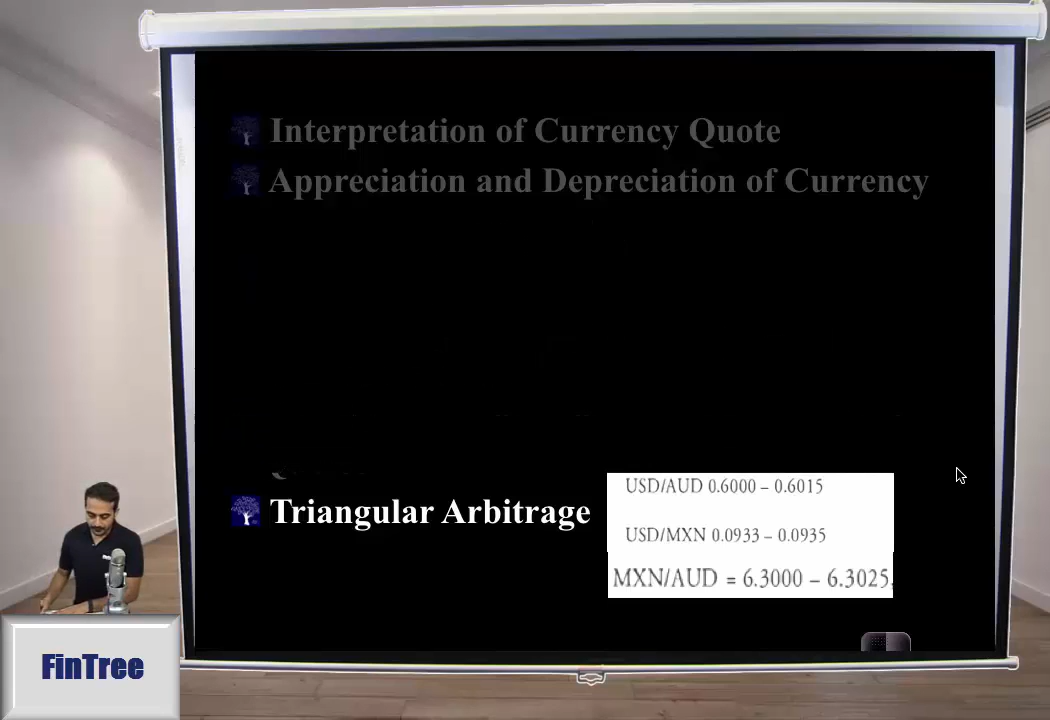 Interpretation of Currency Quote
Appreciation and Depreciation of Currency
Triangular Arbitrage
USD/AUD 0.6000 – 0.6015
USD/MXN 0.0933 – 0.0935
MXN/AUD = 6.3000 – 6.3025,
FinTree